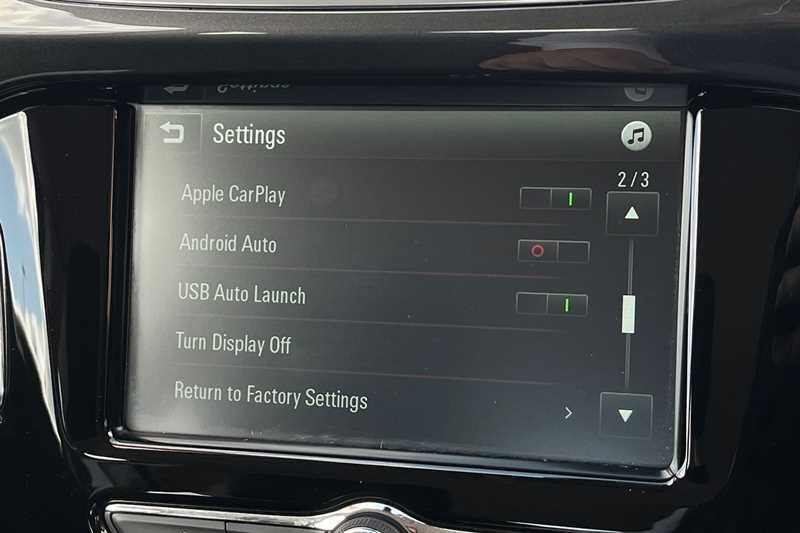 Settings
2/3
Apple CarPlay
Android Auto
USB Auto Launch
Turn Display Off
Return to Factory Settings